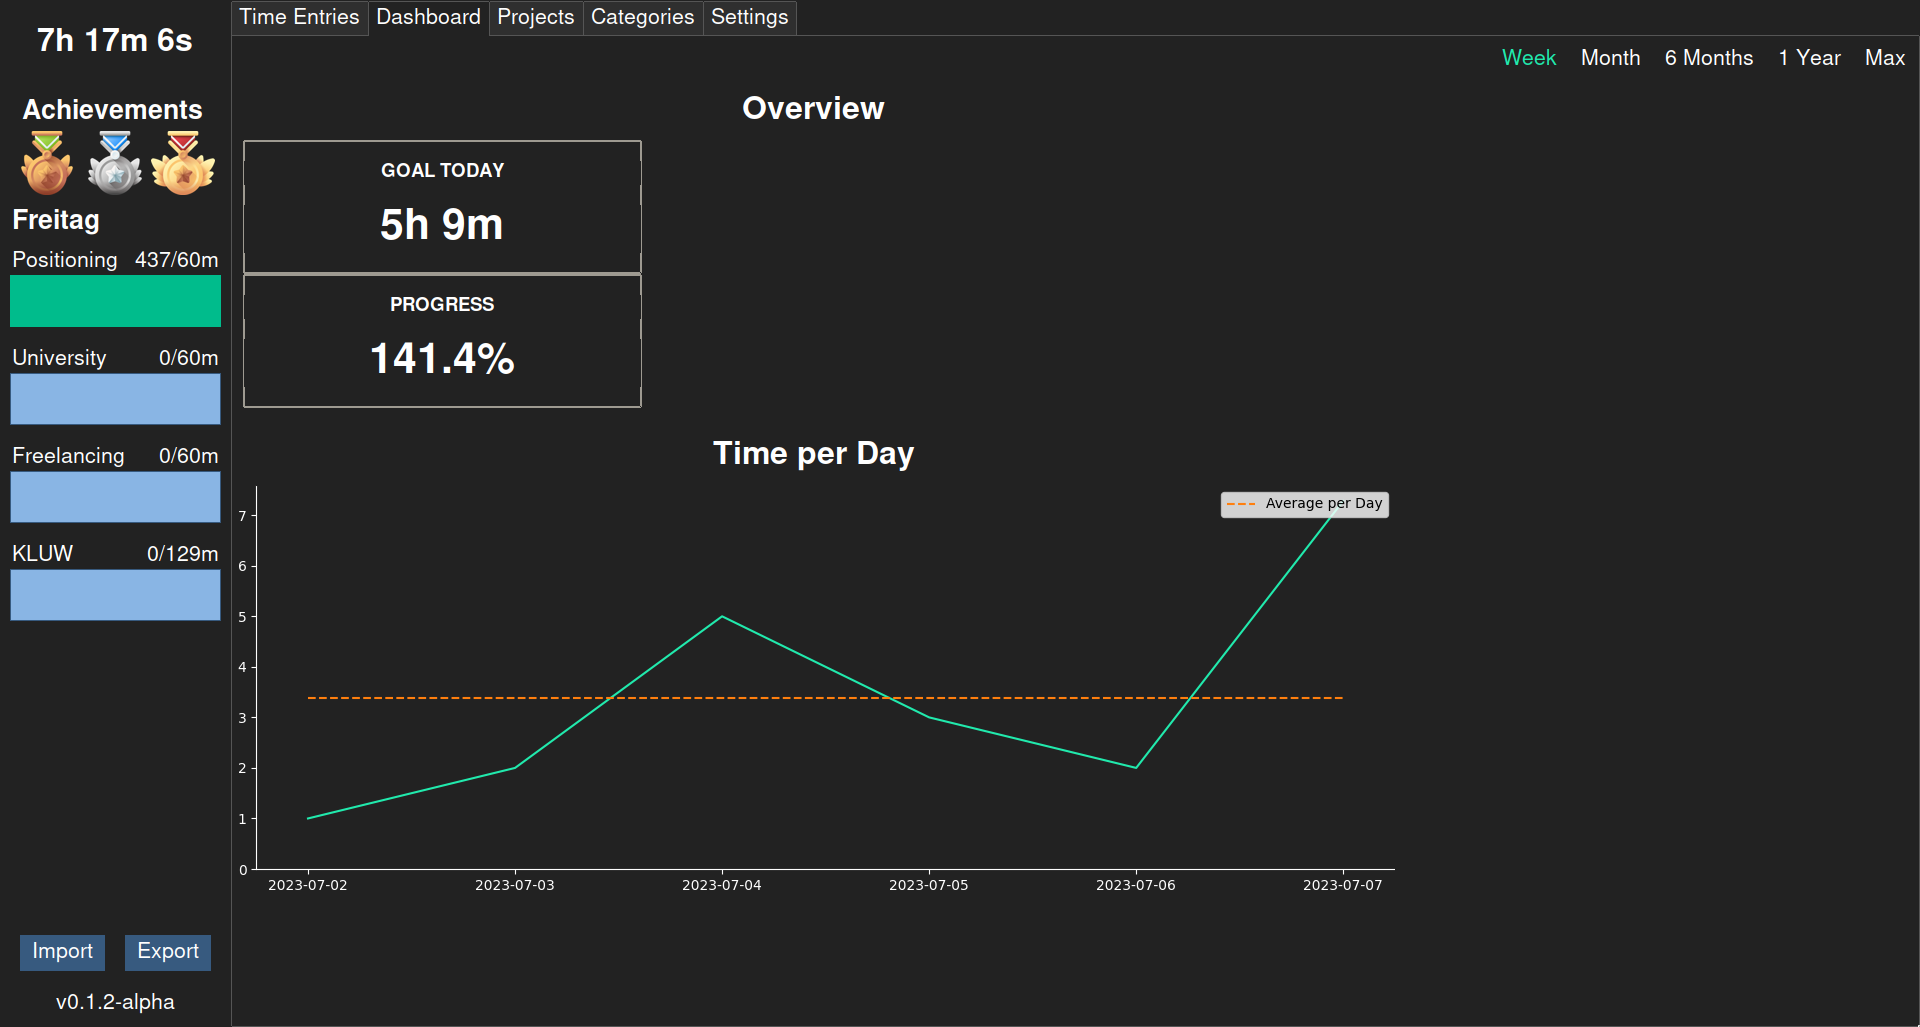 7h 17m 6s
Achievements
Freitag
Positioning 437/60m
University 0/60m
Freelancing 0/60m
KLUW 0/129m
Import Export
v0.1.2-alpha
Time Entries Dashboard Projects Categories Settings
Week Month 6 Months 1 Year Max
Overview
GOAL TODAY
5h 9m
PROGRESS
141.4%
Time per Day
Average per Day
7
6
5
4
3
2
1
0
2023-07-02 2023-07-03 2023-07-04 2023-07-05 2023-07-06 2023-07-07